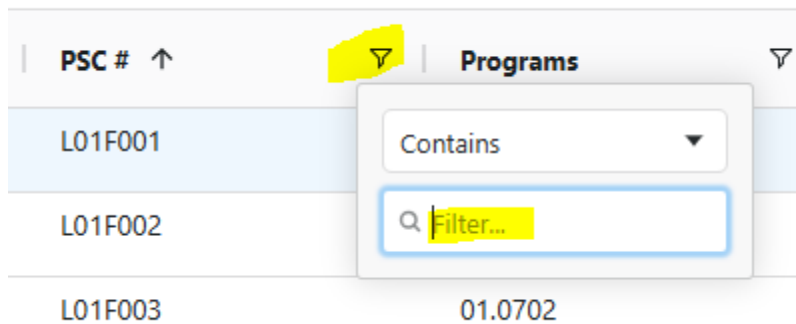 PSC # ↑ Programs
L01F001
Contains
L01F002
Filter...
L01F003 01.0702